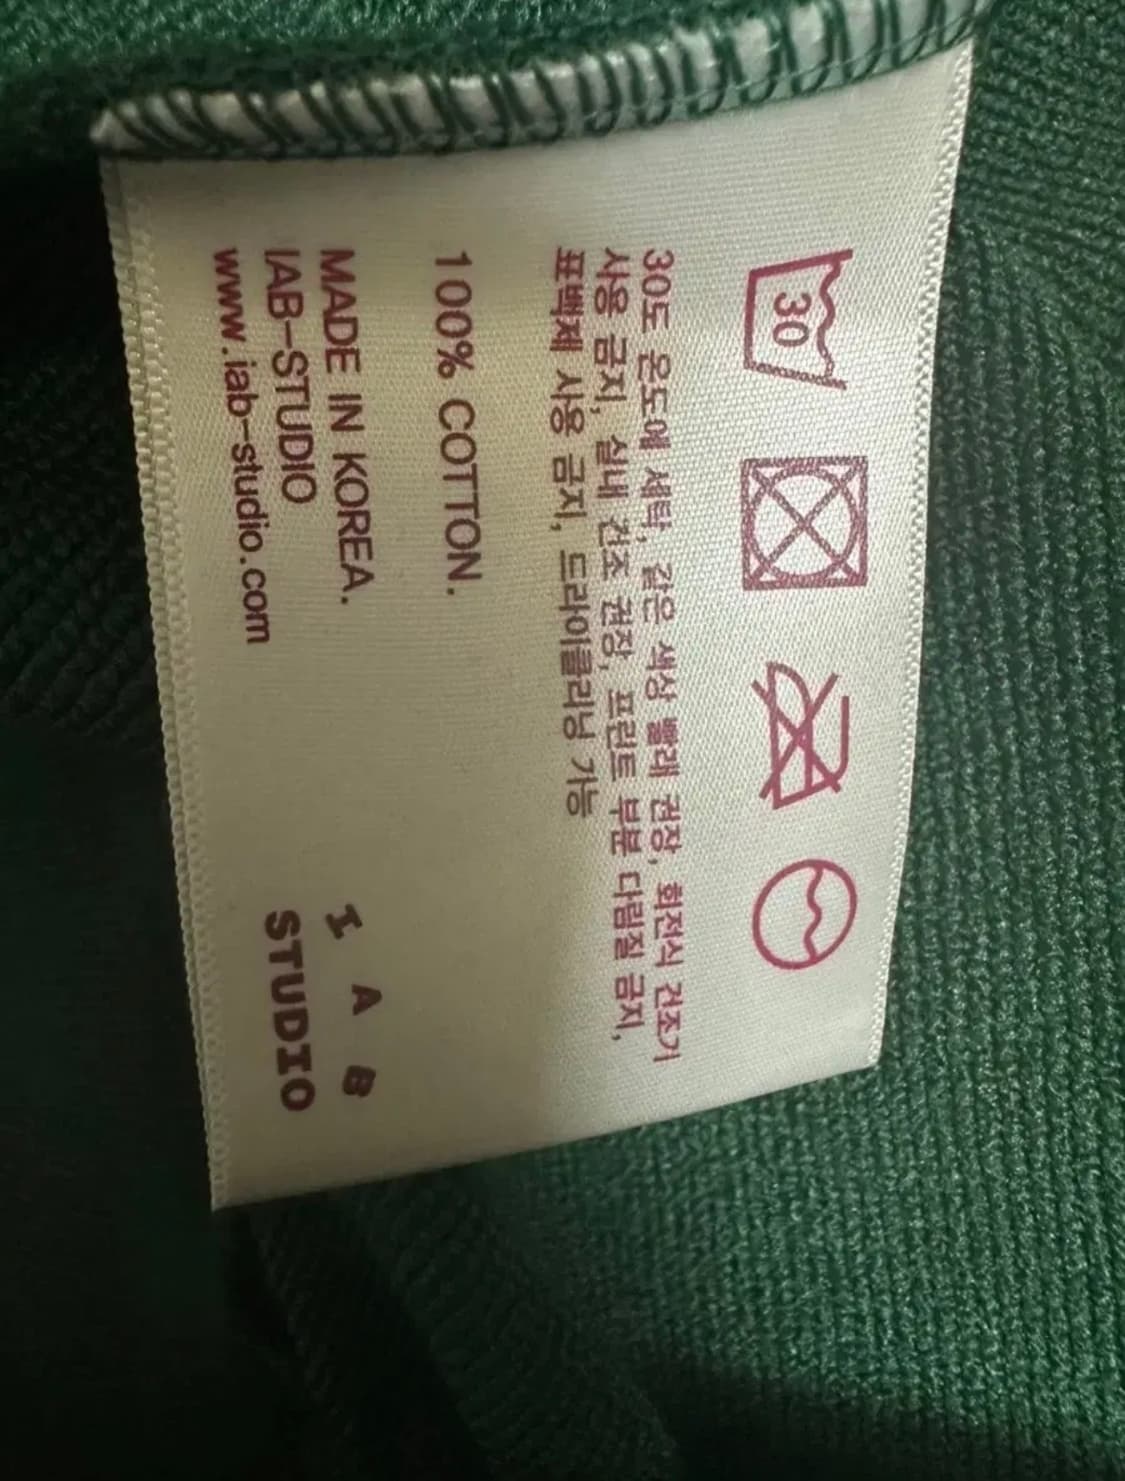 30
30도 온도에 세탁, 같은 색상 빨래 권장, 회전식 건조기
사용 금지, 실내 건조 권장, 프린트 부분 다림질 금지,
표백제 사용 금지, 드라이클리닝 가능
100% COTTON.
MADE IN KOREA.
IAB-STUDIO
www.iab-studio.com
I A B
STUDIO